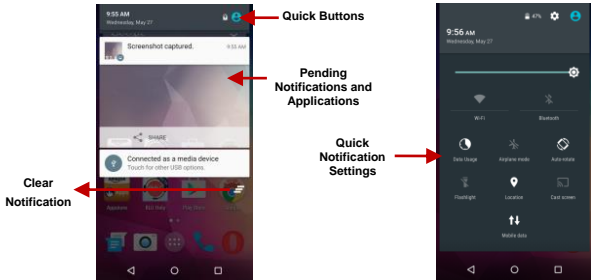 9:55 AM
Wednesday, May 27
Quick Buttons
Screenshot captured.
9:55 AM
Pending
Notifications and
Applications
SHARE
Connected as a media device
Touch for other USB options.
Clear
Notification
Play Store
47%
9:56 AM
Wednesday, May 27
Wi-Fi
Bluetooth
Quick
Notification
Settings
Data Usage
Airplane mode
Auto-rotate
Flashlight
Location
Cast screen
Mobile data